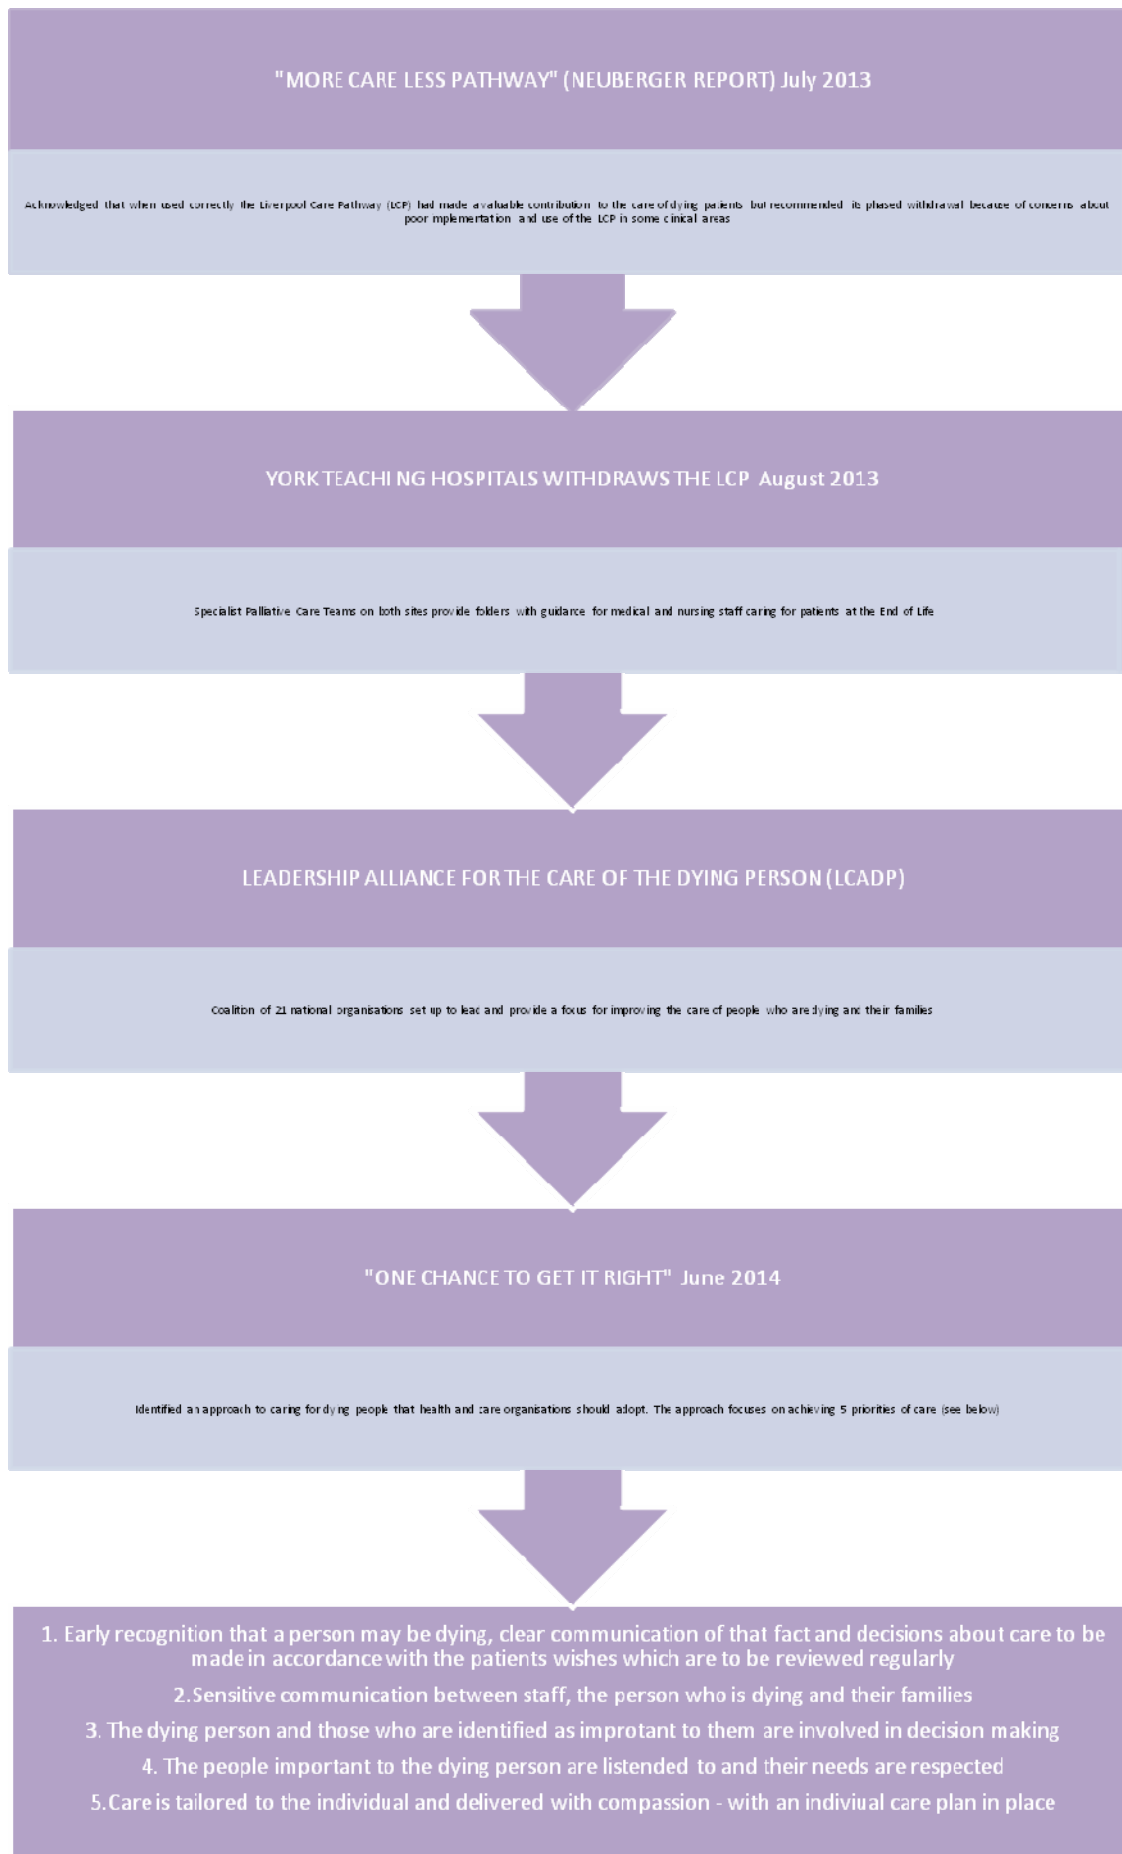 "MORE CARE LESS PATHWAY" (NEUBERGER REPORT) July 2013
Acknowledged that when used correctly the Liverpool Care Pathway (LCP) had made a valuable contribution to the care of dying patients but recommended its phased withdrawal because of concerns about
poor implementation and use of the LCP in some clinical areas
YORK TEACHING HOSPITALS WITHDRAWS THE LCP August 2013
Specialist Palliative Care Teams on both sites provide folders with guidance for medical and nursing staff caring for patients at the End of Life
LEADERSHIP ALLIANCE FOR THE CARE OF THE DYING PERSON (LCADP)
Coalition of 21 national organisations set up to lead and provide a focus for improving the care of people who are dying and their families
"ONE CHANCE TO GET IT RIGHT" June 2014
Identified an approach to caring for dying people that health and care organisations should adopt. The approach focuses on achieving 5 priorities of care (see below)
1. Early recognition that a person may be dying, clear communication of that fact and decisions about care to be
made in accordance with the patients wishes which are to be reviewed regularly
2.Sensitive communication between staff, the person who is dying and their families
3. The dying person and those who are identified as improtant to them are involved in decision making
4. The people important to the dying person are listended to and their needs are respected
5.Care is tailored to the individual and delivered with compassion - with an indiviual care plan in place